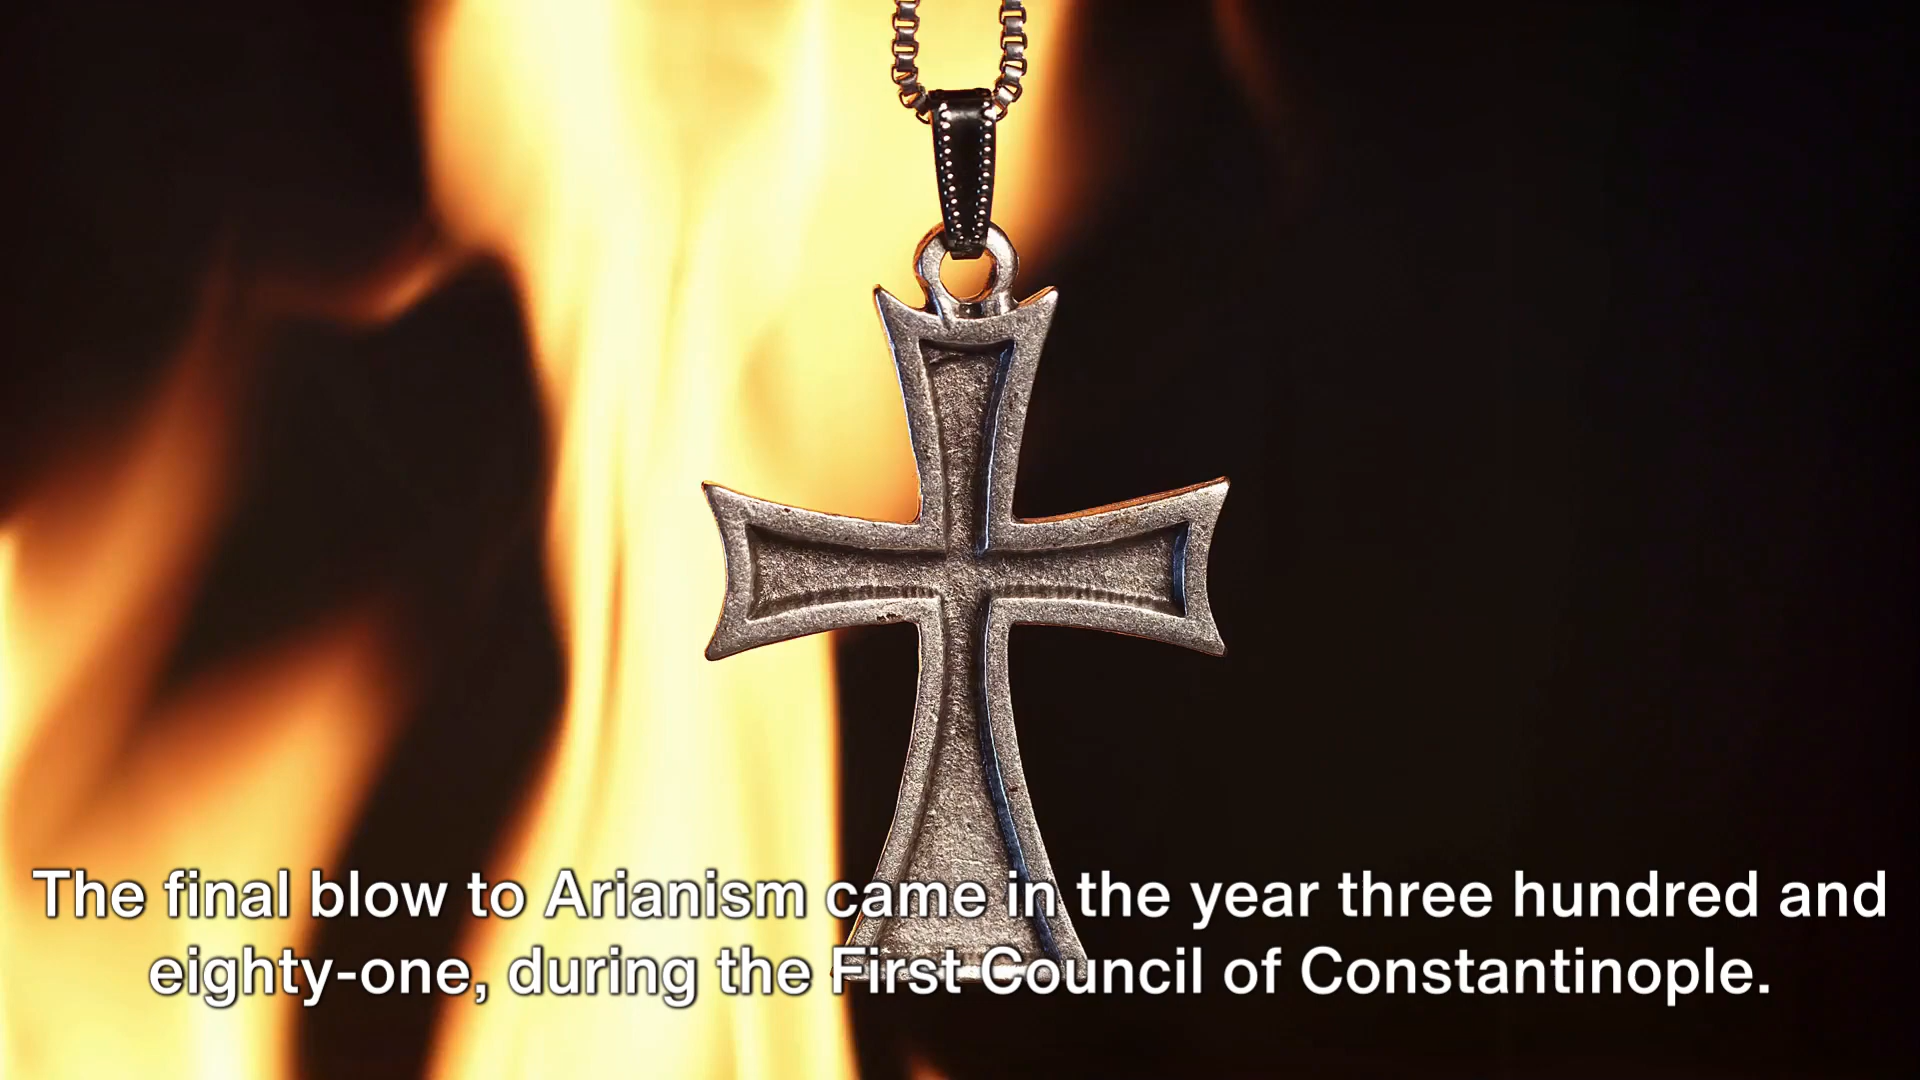 The final blow to Arianism came in the year three hundred and
eighty-one, during the First Council of Constantinople.